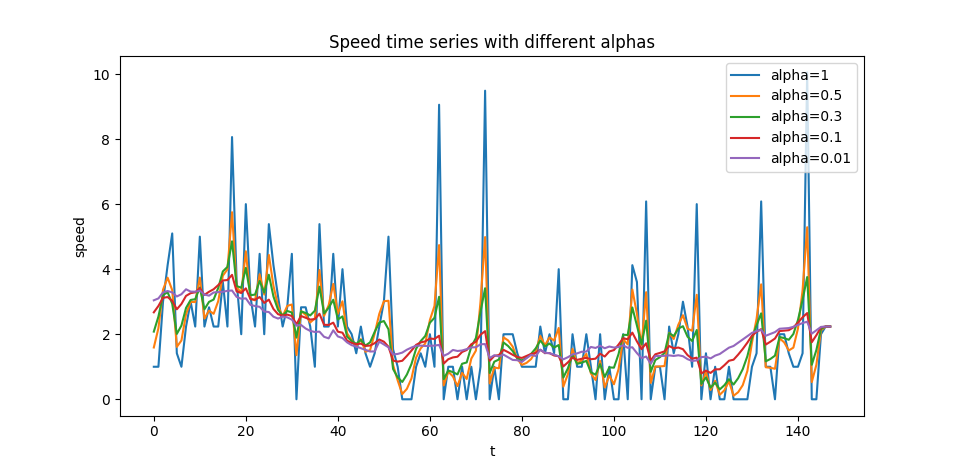 Speed time series with different alphas
speed
10
8
6
4
2
0
0 20 40 60 80 100 120 140
t
alpha=1
alpha=0.5
alpha=0.3
alpha=0.1
alpha=0.01